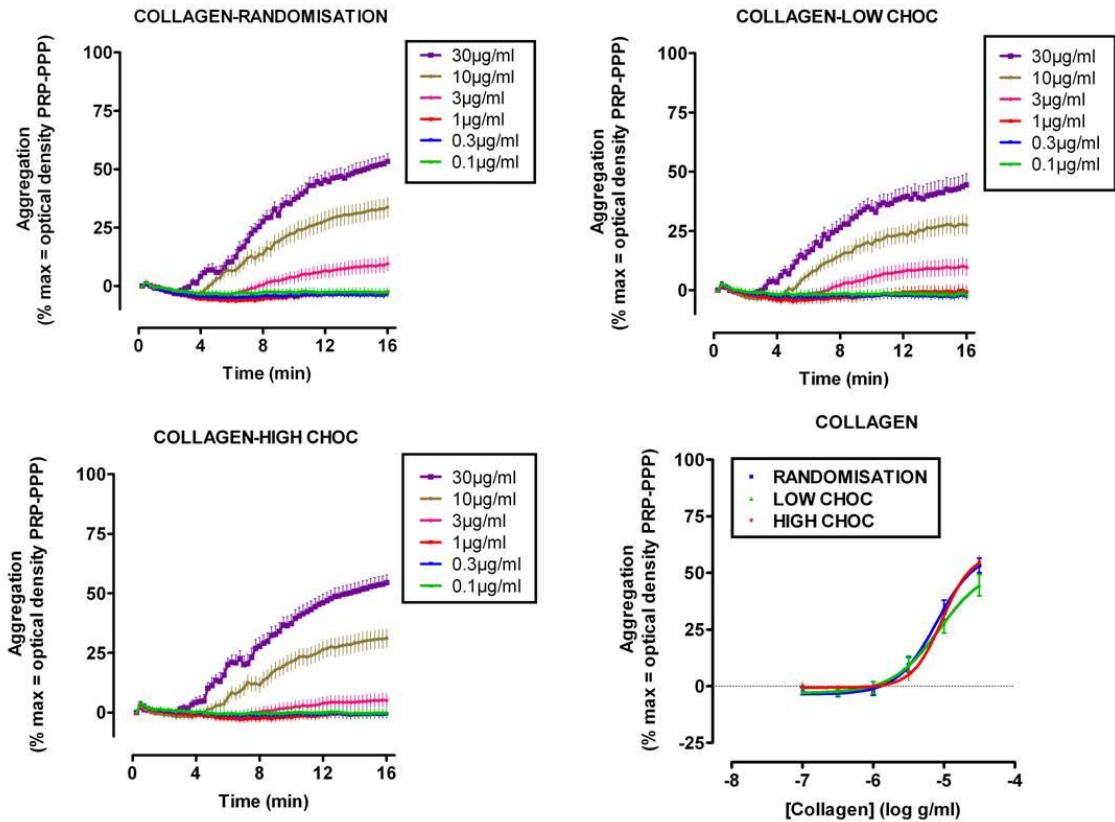 COLLAGEN-RANDOMISATION
100
75
50
25
0
Aggregation
(% max = optical density PRP-PPP)
0 4 8 12 16
Time (min)
30µg/ml
10µg/ml
3µg/ml
1µg/ml
0.3µg/ml
0.1µg/ml
COLLAGEN-LOW CHOC
100
75
50
25
0
Aggregation
(% max = optical density PRP-PPP)
0 4 8 12 16
Time (min)
30µg/ml
10µg/ml
3µg/ml
1µg/ml
0.3µg/ml
0.1µg/ml
COLLAGEN-HIGH CHOC
100
75
50
25
0
Aggregation
(% max = optical density PRP-PPP)
0 4 8 12 16
Time (min)
30µg/ml
10µg/ml
3µg/ml
1µg/ml
0.3µg/ml
0.1µg/ml
COLLAGEN
100
75
50
25
0
-25
Aggregation
(% max = optical density PRP-PPP)
RANDOMISATION
LOW CHOC
HIGH CHOC
-8 -7 -6 -5 -4
[Collagen] (log g/ml)